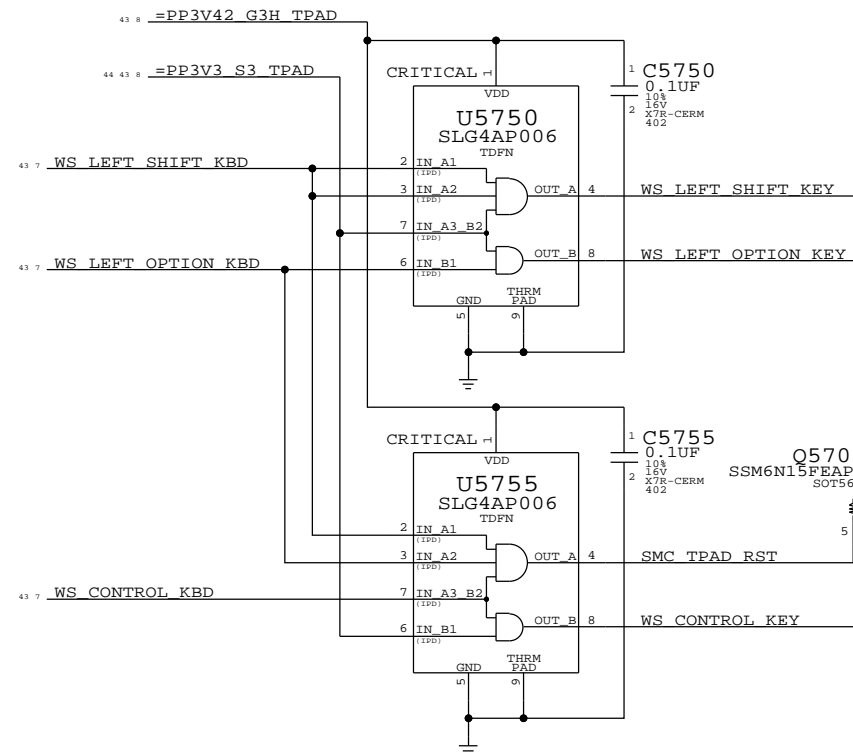 43 8 =PP3V42_G3H_TPAD
44 43 8 =PP3V3_S3_TPAD
CRITICAL 1
VDD
1 C5750
0.1UF
10%
16V
2 X7R-CERM
402
U5750
SLG4AP006
TDFN
43 7 WS_LEFT_SHIFT_KBD
2 IN_A1
(IPD)
3 IN_A2
(IPD)
OUT_A 4 WS_LEFT_SHIFT_KEY
7 IN_A3_B2
(IPD)
43 7 WS_LEFT_OPTION_KBD
6 IN_B1
(IPD)
OUT_B 8 WS_LEFT_OPTION_KEY
GND
THRM
PAD
5 9
CRITICAL 1
VDD
1 C5755
0.1UF
10%
16V
2 X7R-CERM
402
Q570
SSM6N15FEAP
SOT56
5
U5755
SLG4AP006
TDFN
2 IN_A1
(IPD)
3 IN_A2
(IPD)
OUT_A 4 SMC_TPAD_RST
43 7 WS_CONTROL_KBD
7 IN_A3_B2
(IPD)
6 IN_B1
(IPD)
OUT_B 8 WS_CONTROL_KEY
GND
THRM
PAD
5 9